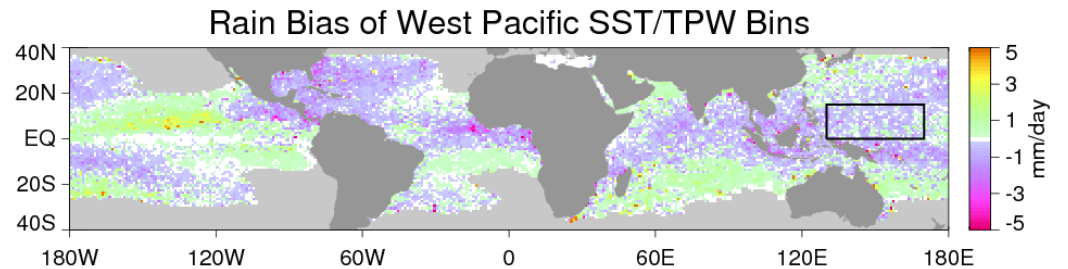 Rain Bias of West Pacific SST/TPW Bins
40N
20N
EQ
20S
40S
180W 120W 60W 0 60E 120E 180E
5
3
1
-1
-3
-5
mm/day